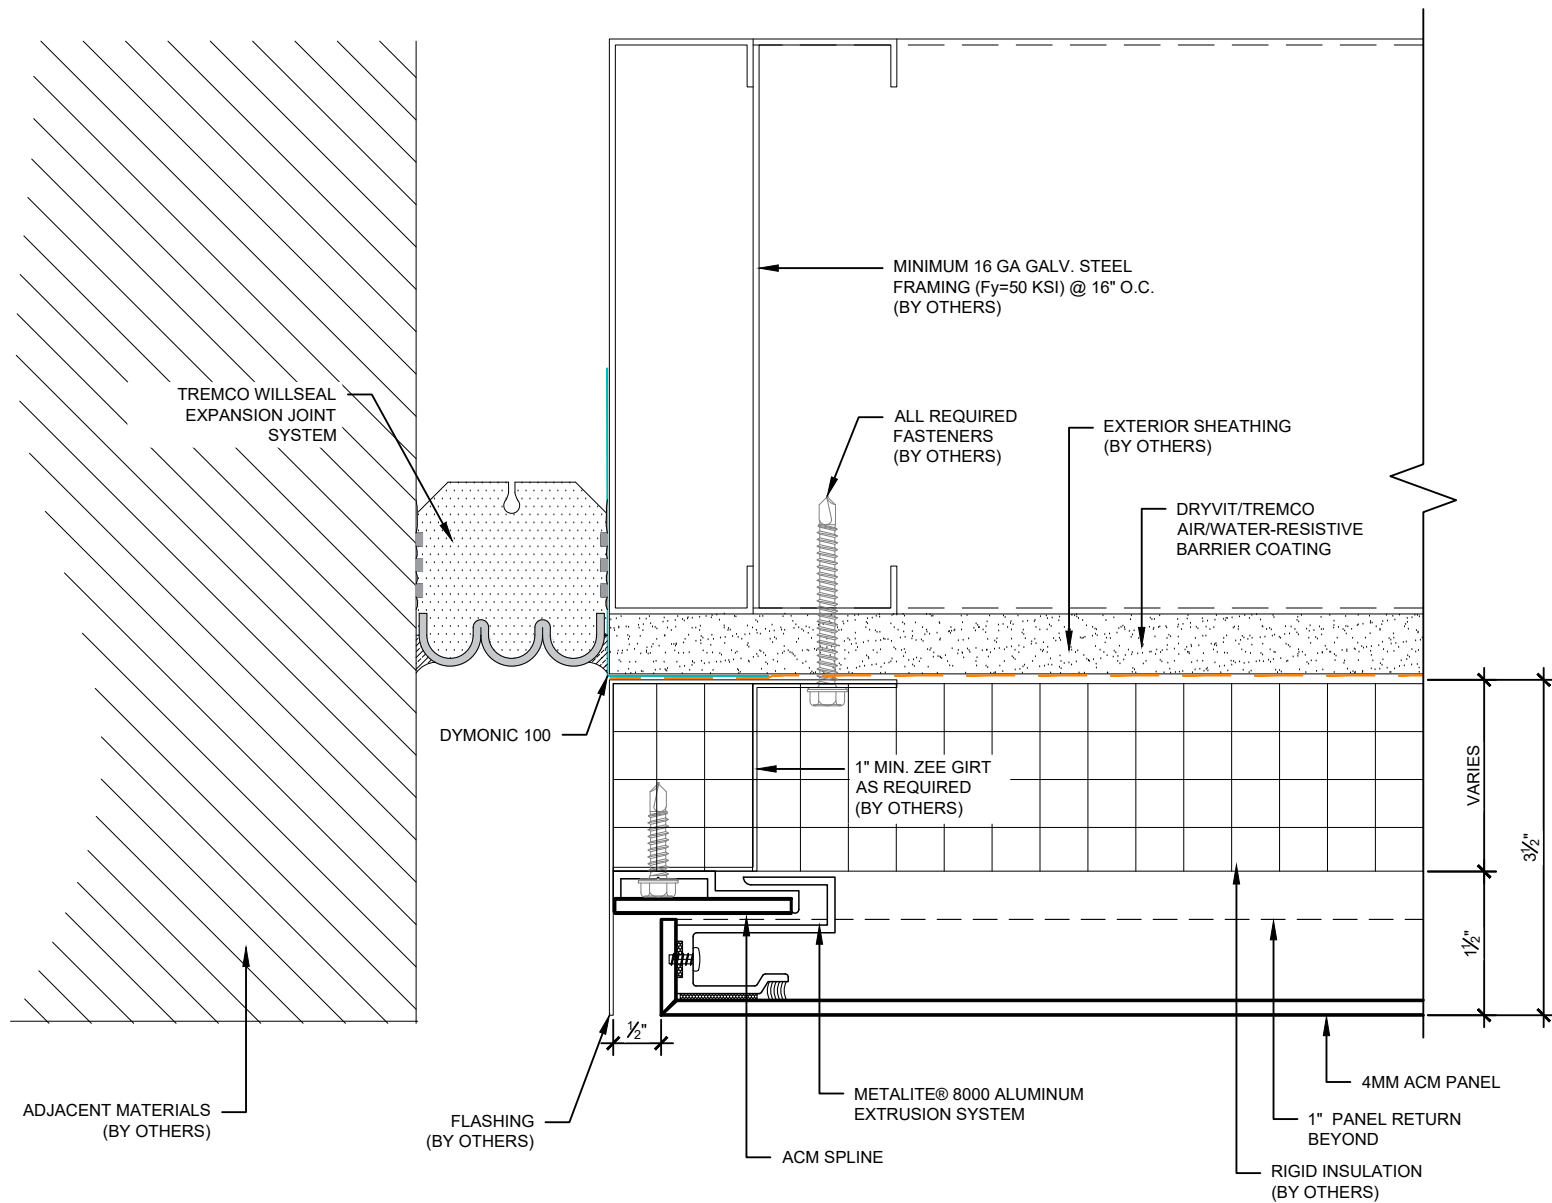 MINIMUM 16 GA GALV. STEEL
FRAMING (Fy=50 KSI) @ 16" O.C.
(BY OTHERS)
TREMCO WILLSEAL
EXPANSION JOINT
SYSTEM
ALL REQUIRED
FASTENERS
(BY OTHERS)
EXTERIOR SHEATHING
(BY OTHERS)
DRYVIT/TREMCO
AIR/WATER-RESISTIVE
BARRIER COATING
DYMONIC 100
1" MIN. ZEE GIRT
AS REQUIRED
(BY OTHERS)
VARIES
3½"
1½"
½"
ADJACENT MATERIALS
(BY OTHERS)
FLASHING
(BY OTHERS)
METALITE® 8000 ALUMINUM
EXTRUSION SYSTEM
ACM SPLINE
4MM ACM PANEL
1" PANEL RETURN
BEYOND
RIGID INSULATION
(BY OTHERS)